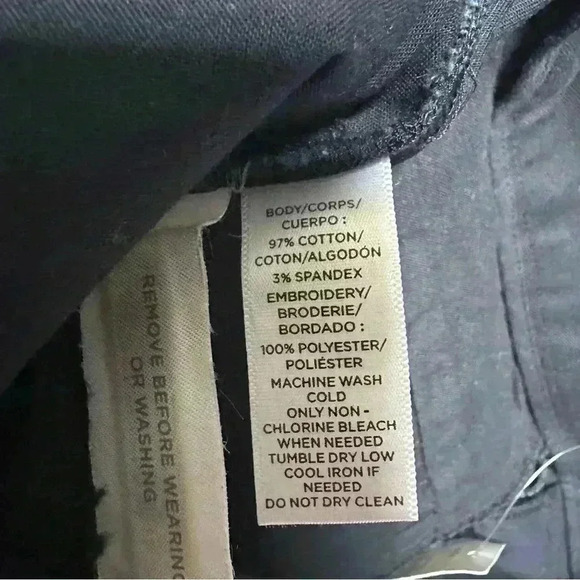 BODY/CORPS/
CUERPO :
97% COTTON/
COTON/ALGODÓN
3% SPANDEX
EMBROIDERY/
BRODERIE/
BORDADO :
100% POLYESTER/
POLIÉSTER
MACHINE WASH
COLD
ONLY NON -
CHLORINE BLEACH
WHEN NEEDED
TUMBLE DRY LOW
COOL IRON IF
NEEDED
DO NOT DRY CLEAN
REMOVE BEFORE WEARING
OR WASHING